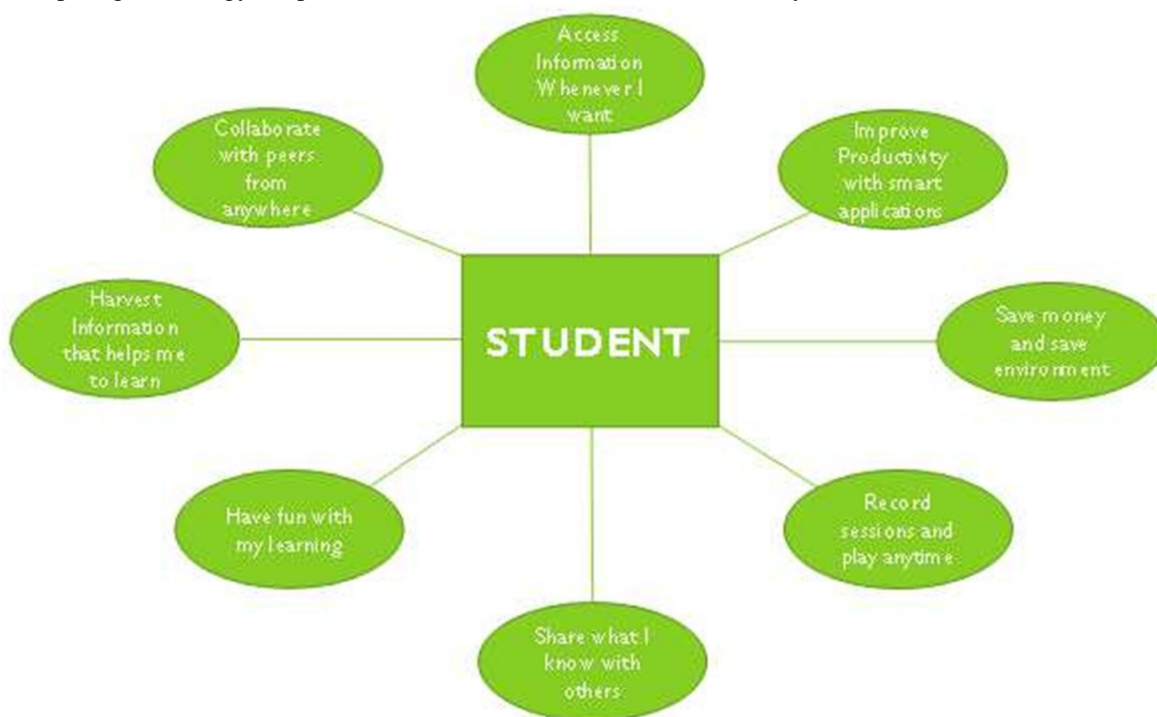 Access
Information
Whenever I
want
Collaborate
with peers
from
anywhere
Improve
Productivity
with smart
applications
Harvest
Information
that helps me
to learn
STUDENT
Save money
and save
environment
Have fun with
my learning
Record
sessions and
play anytime
Share what I
know with
others